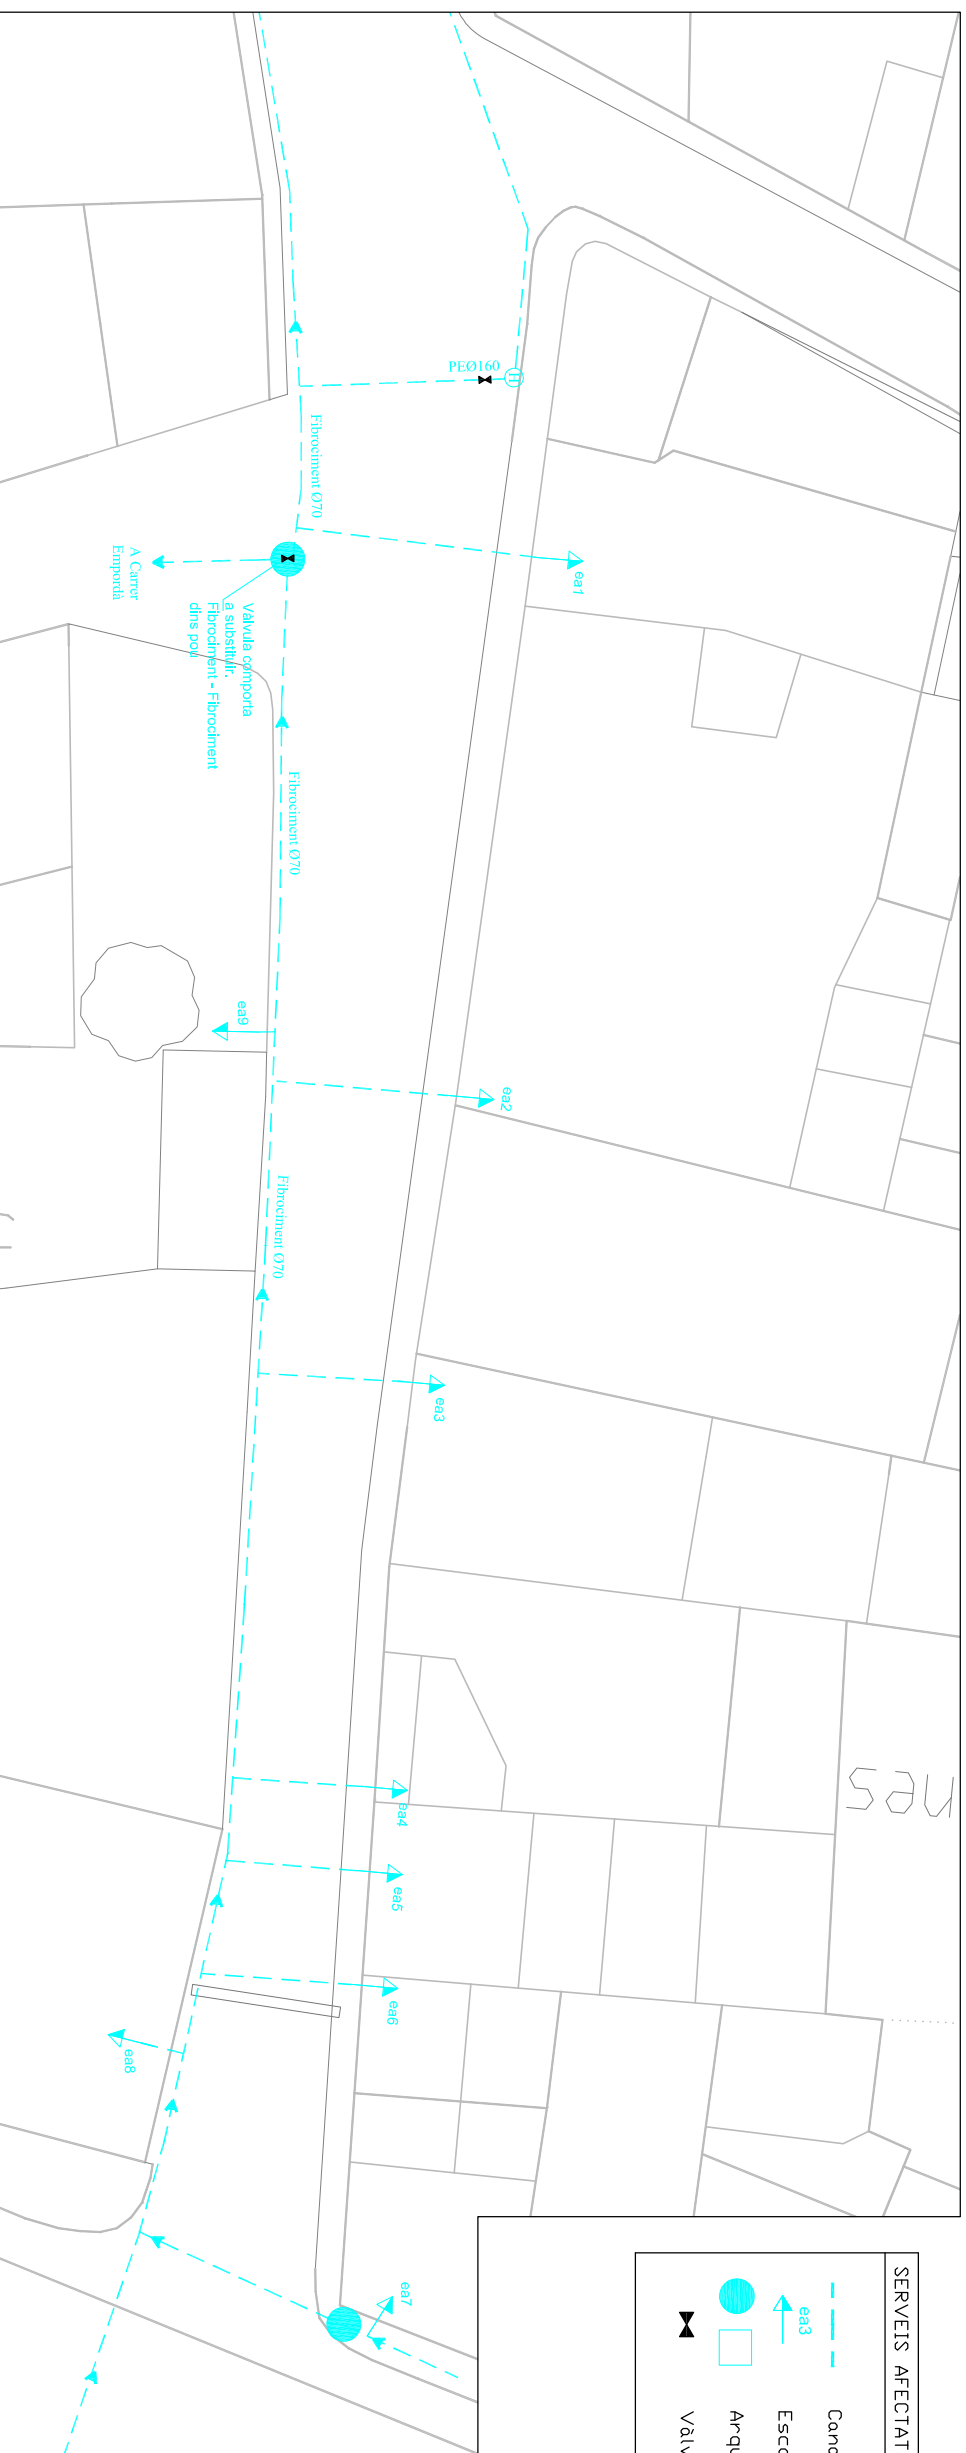 PEØ160
H
Fibrociment Ø70
ea1
A Carrer
Empordà
Vàlvula comporta
a substituir.
Fibrociment - Fibrociment
dins pou
Fibrociment Ø70
ea9
ea2
Fibrociment Ø70
ea3
ea4
ea5
ea6
ea8
ea7
SERVEIS AFECTAT
ea3